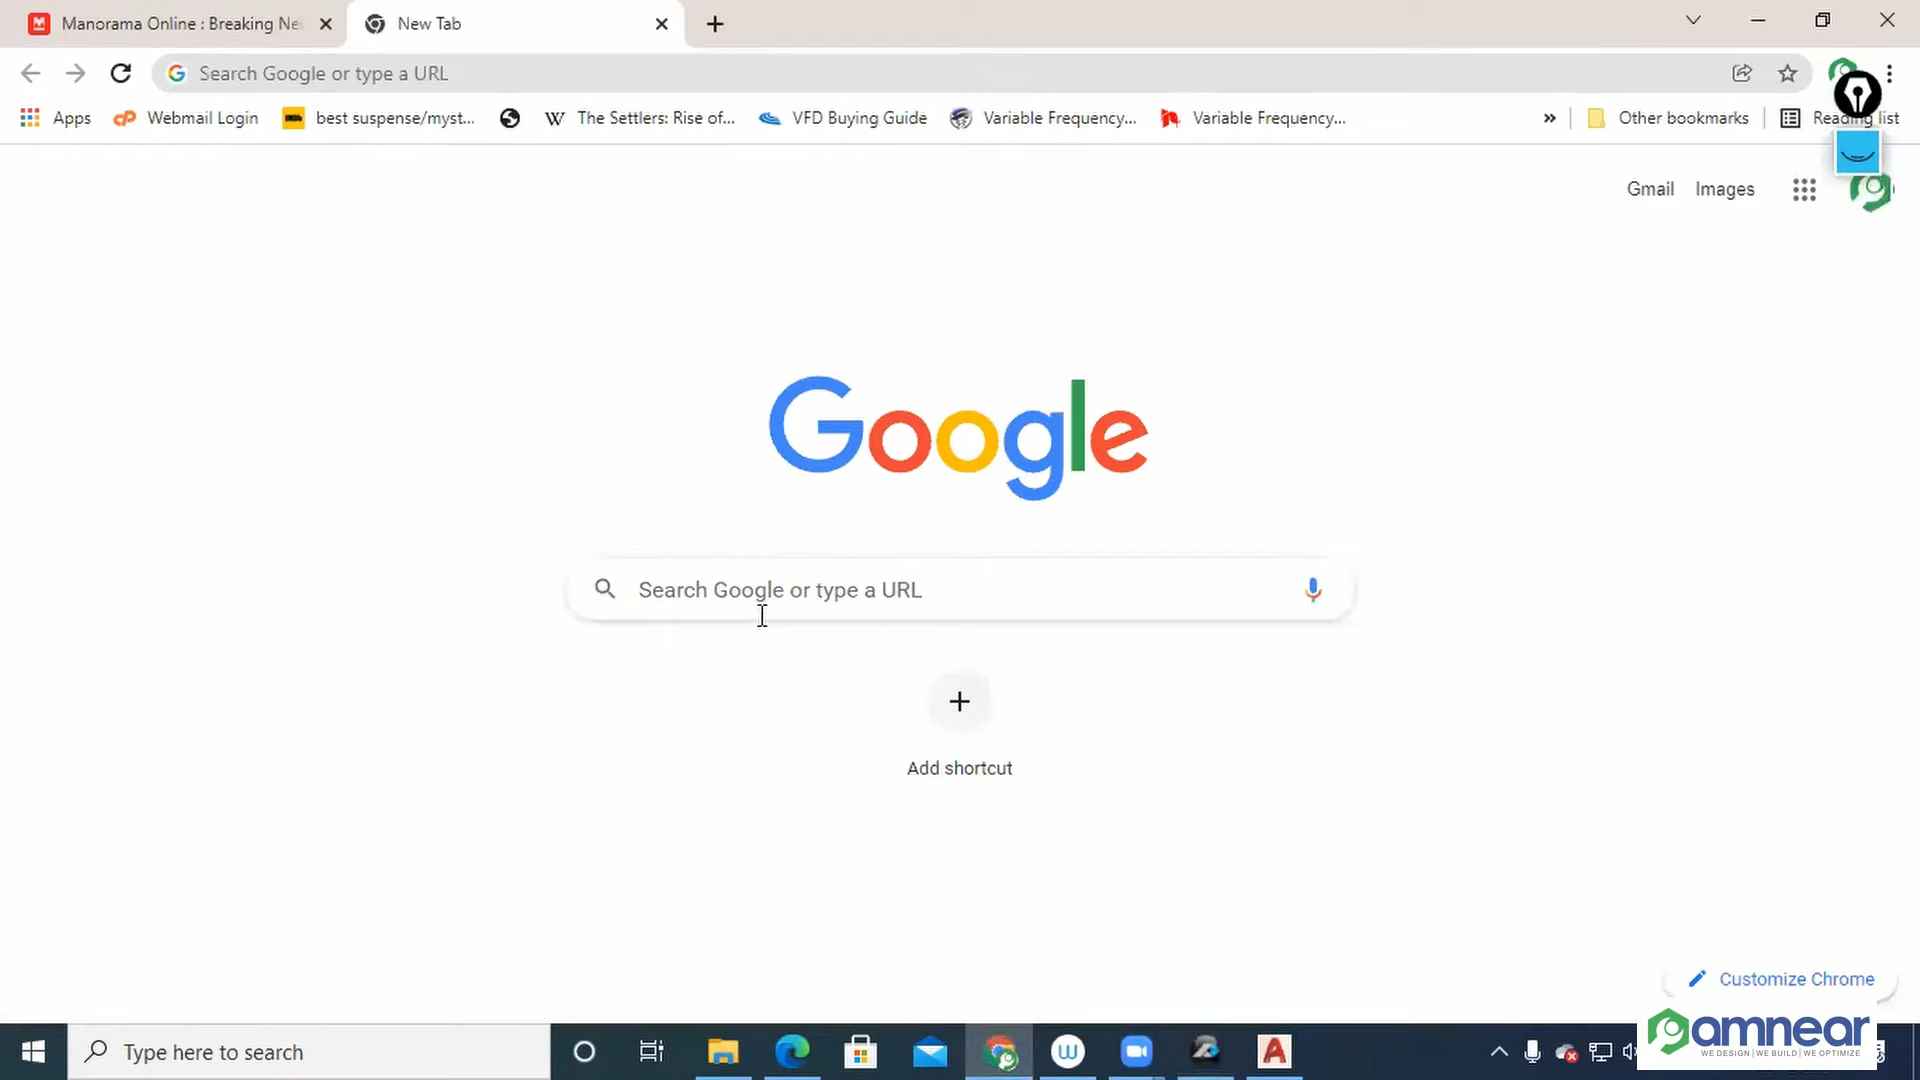 Manorama Online : Breaking Ne
New Tab
Search Google or type a URL
Apps
Webmail Login
best suspense/myst...
The Settlers: Rise of...
VFD Buying Guide
Variable Frequency...
Variable Frequency...
»
Other bookmarks
Reading list
Gmail
Images
Google
Search Google or type a URL
Add shortcut
Customize Chrome
Type here to search
amnear
WE DESIGN | WE BUILD | WE OPTIMIZE